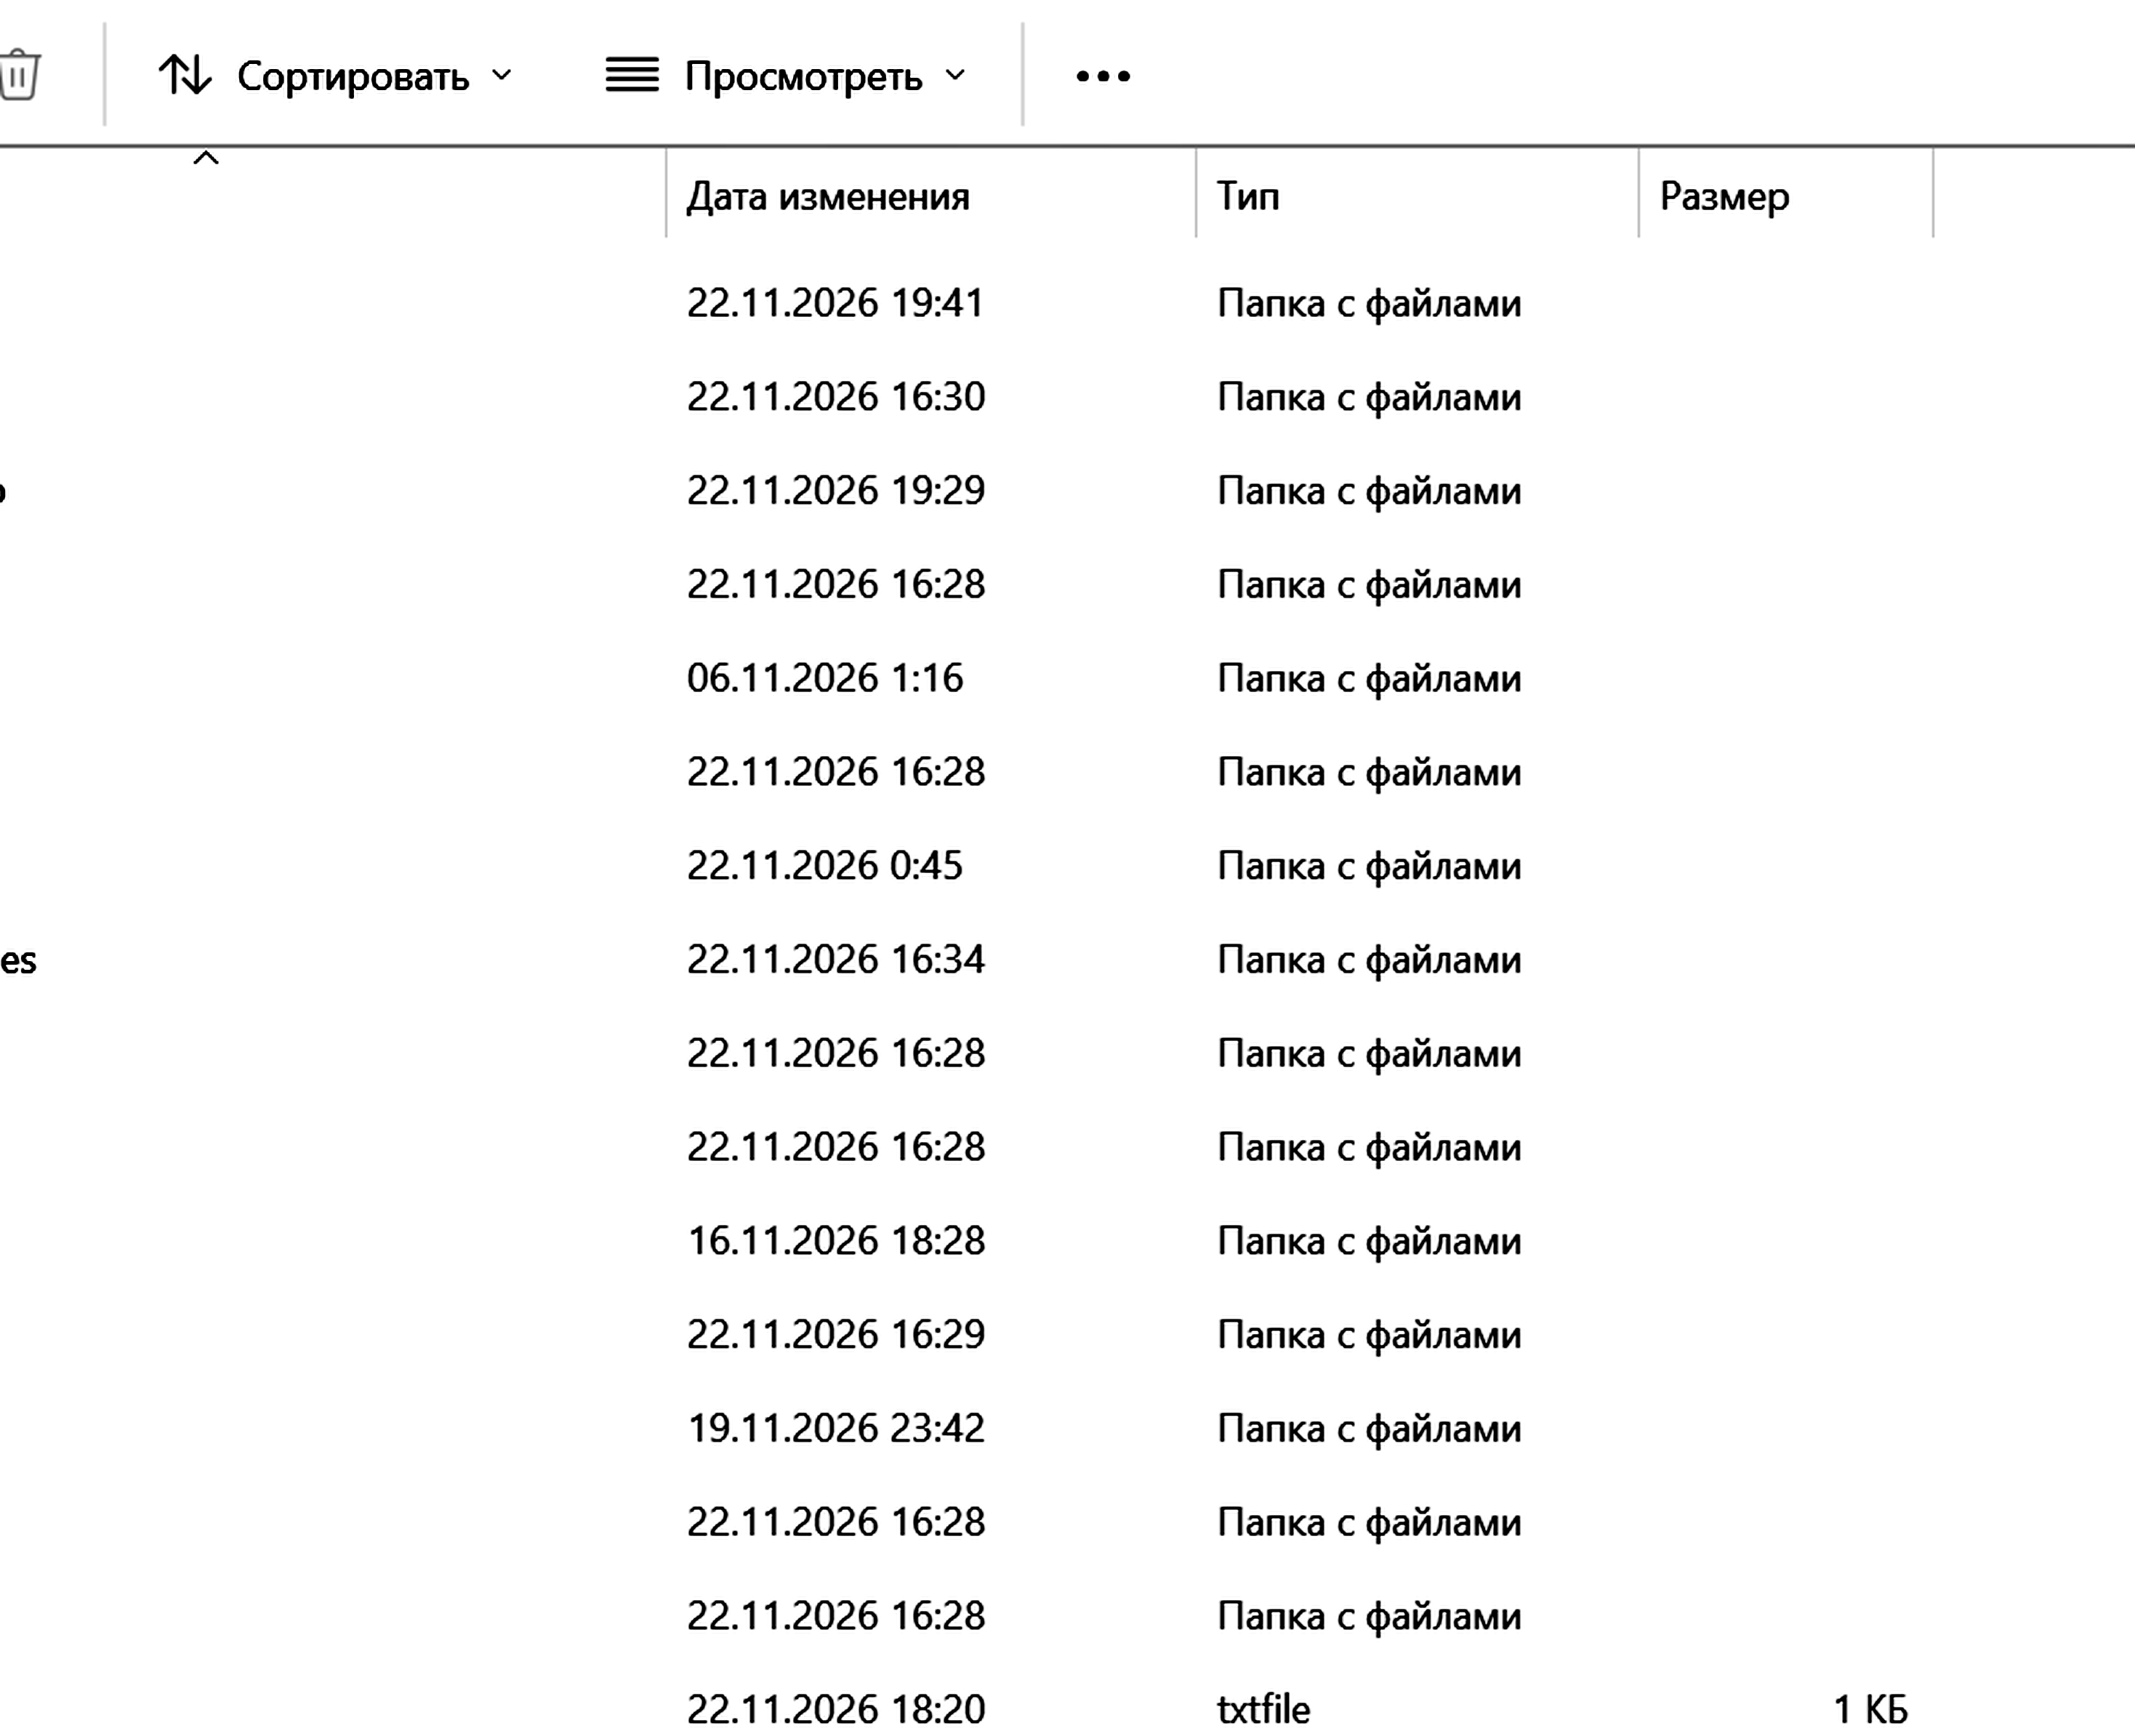 Сортировать Просмотреть
Дата изменения Тип Размер
22.11.2026 19:41 Папка с файлами
22.11.2026 16:30 Папка с файлами
22.11.2026 19:29 Папка с файлами
22.11.2026 16:28 Папка с файлами
06.11.2026 1:16 Папка с файлами
22.11.2026 16:28 Папка с файлами
22.11.2026 0:45 Папка с файлами
es 22.11.2026 16:34 Папка с файлами
22.11.2026 16:28 Папка с файлами
22.11.2026 16:28 Папка с файлами
16.11.2026 18:28 Папка с файлами
22.11.2026 16:29 Папка с файлами
19.11.2026 23:42 Папка с файлами
22.11.2026 16:28 Папка с файлами
22.11.2026 16:28 Папка с файлами
22.11.2026 18:20 txtfile 1 КБ